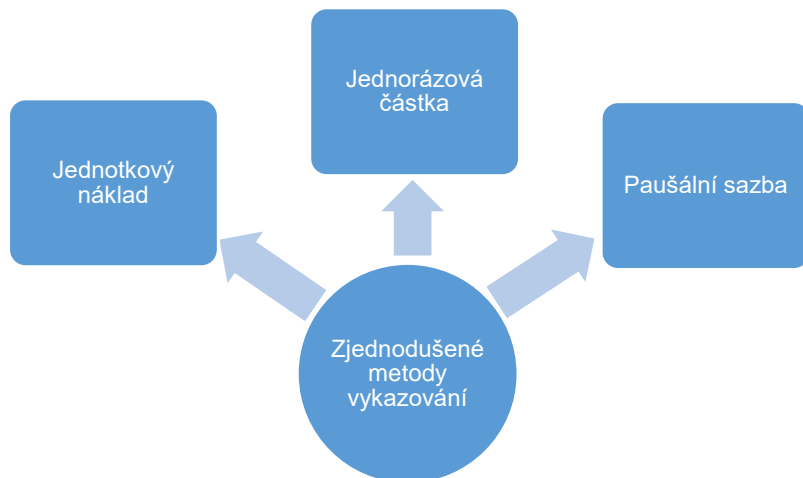 Jednorázová
částka
Jednotkový
náklad
Paušální sazba
Zjednodušené
metody
vykazování